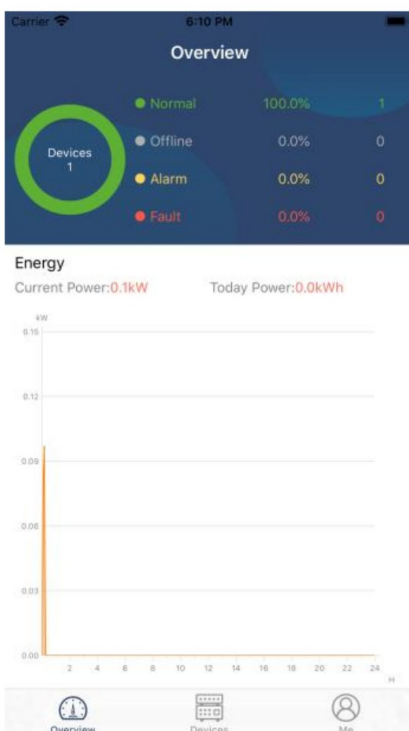 Carrier 6:10 PM
Overview
Devices
1
Normal 100.0% 1
Offline 0.0% 0
Alarm 0.0% 0
Fault 0.0% 0
Energy
Current Power:0.1kW Today Power:0.0kWh
kW
0.15
0.12
0.09
0.06
0.03
0.00
2 4 6 8 10 12 14 16 18 20 22 24
H
Overview Devices Me